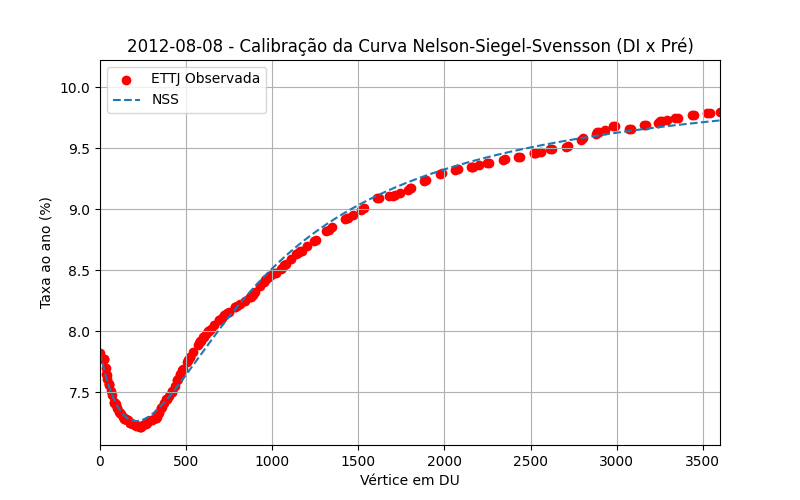 2012-08-08 - Calibração da Curva Nelson-Siegel-Svensson (DI x Pré)
ETTJ Observada
NSS
Taxa ao ano (%)
10.0
9.5
9.0
8.5
8.0
7.5
0 500 1000 1500 2000 2500 3000 3500
Vértice em DU